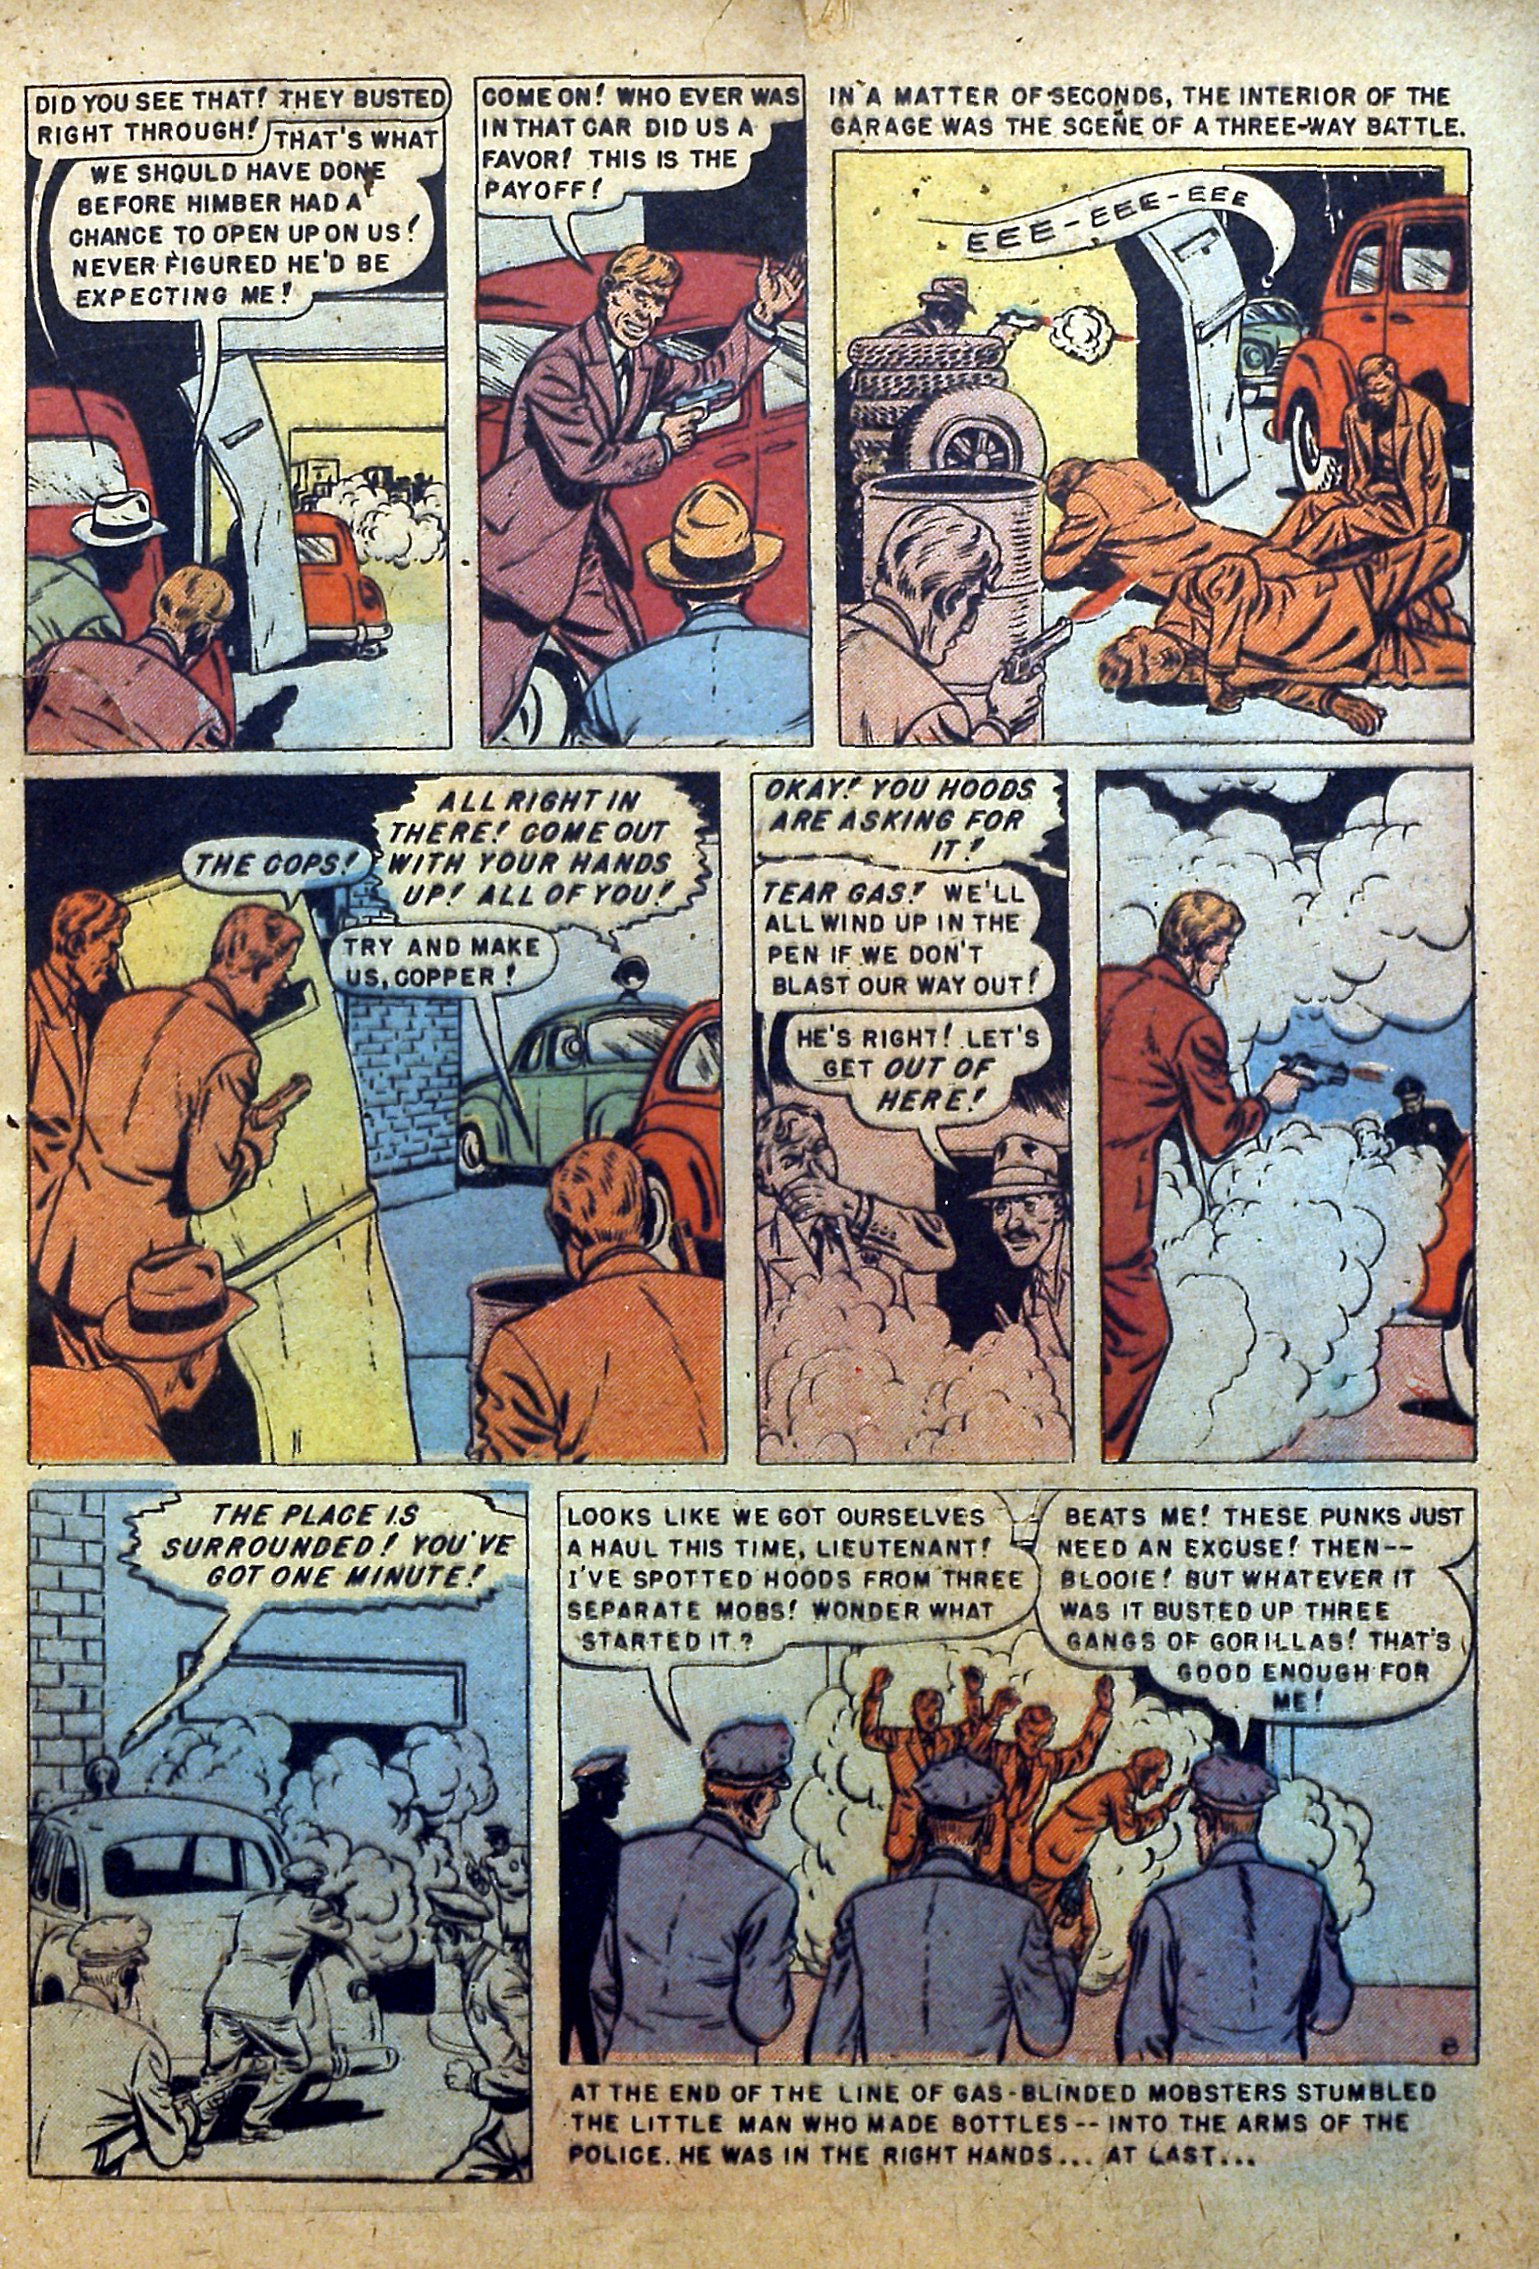 DID YOU SEE THAT! THEY BUSTED
RIGHT THROUGH!
THAT'S WHAT
WE SHOULD HAVE DONE
BEFORE HIMBER HAD A
CHANCE TO OPEN UP ON US!
NEVER FIGURED HE'D BE
EXPECTING ME!
COME ON! WHO EVER WAS
IN THAT CAR DID US A
FAVOR! THIS IS THE
PAYOFF!
IN A MATTER OF SECONDS, THE INTERIOR OF THE
GARAGE WAS THE SCENE OF A THREE-WAY BATTLE.
EEE-EEE-EEE
ALL RIGHT IN
THERE! COME OUT
WITH YOUR HANDS
UP! ALL OF YOU!
THE COPS!
TRY AND MAKE
US, COPPER!
OKAY! YOU HOODS
ARE ASKING FOR
IT!
TEAR GAS! WE'LL
ALL WIND UP IN THE
PEN IF WE DON'T
BLAST OUR WAY OUT!
HE'S RIGHT! LET'S
GET OUT OF
HERE!
THE PLACE IS
SURROUNDED! YOU'VE
GOT ONE MINUTE!
LOOKS LIKE WE GOT OURSELVES
A HAUL THIS TIME, LIEUTENANT!
I'VE SPOTTED HOODS FROM THREE
SEPARATE MOBS! WONDER WHAT
STARTED IT?
BEATS ME! THESE PUNKS JUST
NEED AN EXCUSE! THEN--
BLOOIE! BUT WHATEVER IT
WAS IT BUSTED UP THREE
GANGS OF GORILLAS! THAT'S
GOOD ENOUGH FOR
ME!
8
AT THE END OF THE LINE OF GAS-BLINDED MOBSTERS STUMBLED
THE LITTLE MAN WHO MADE BOTTLES-- INTO THE ARMS OF THE
POLICE. HE WAS IN THE RIGHT HANDS... AT LAST...